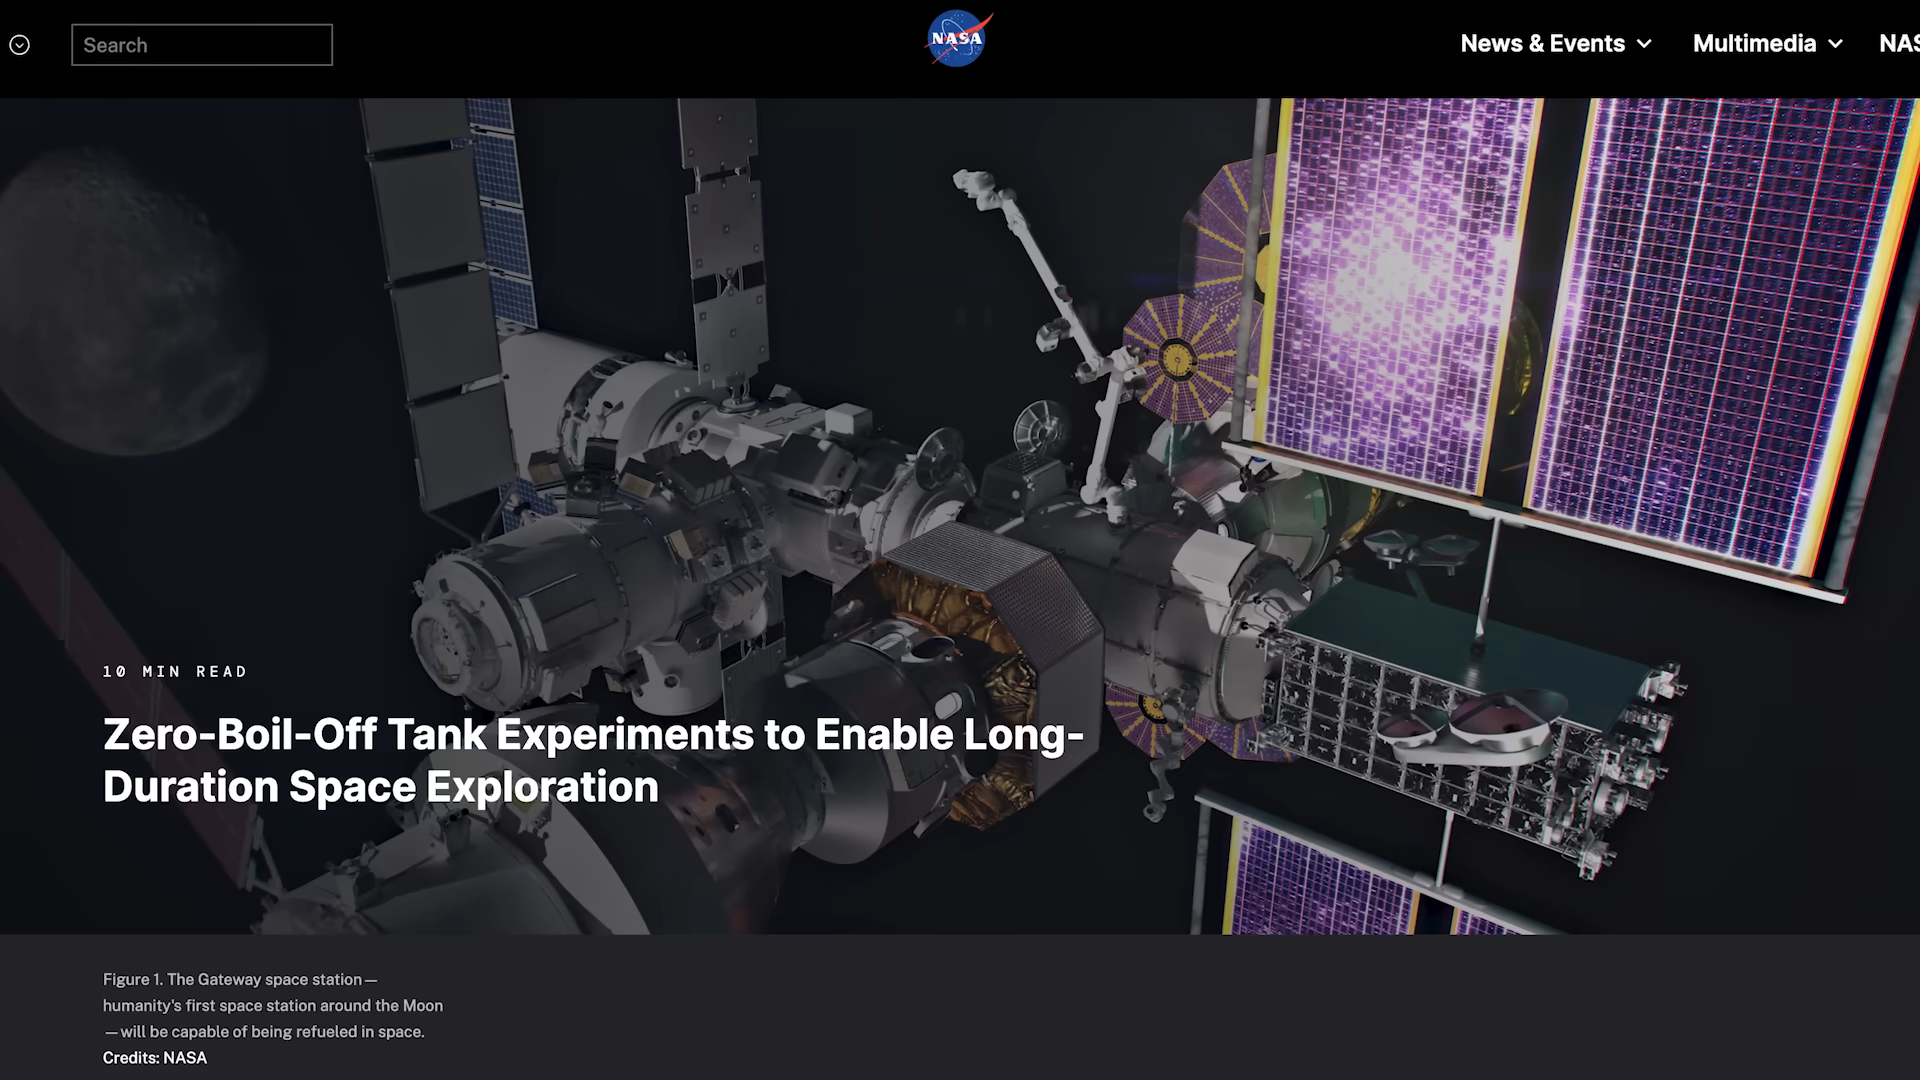 Search
NASA
News & Events
Multimedia
NAS
10 MIN READ
Zero-Boil-Off Tank Experiments to Enable Long-
Duration Space Exploration
Figure 1. The Gateway space station—
humanity's first space station around the Moon
—will be capable of being refueled in space.
Credits: NASA